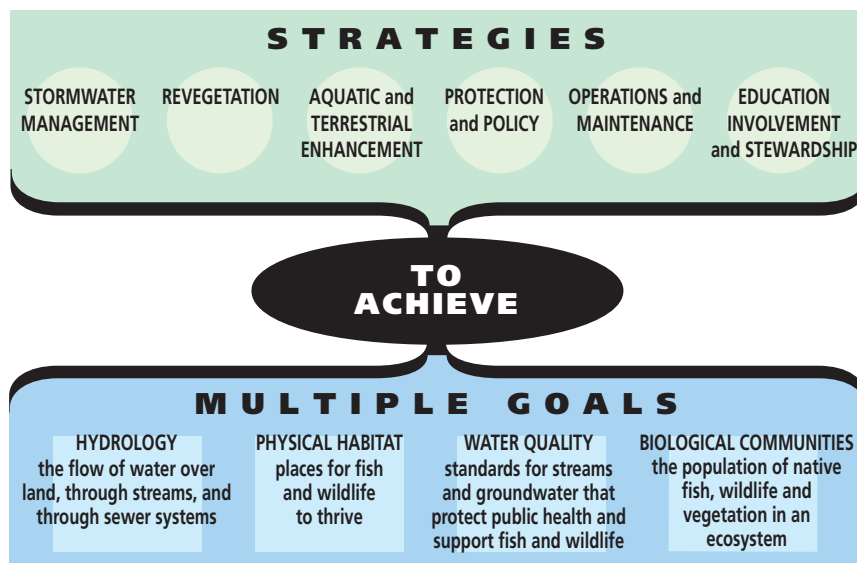 STRATEGIES
STORMWATER
MANAGEMENT
REVEGETATION
AQUATIC and
TERRESTRIAL
ENHANCEMENT
PROTECTION
and POLICY
OPERATIONS and
MAINTENANCE
EDUCATION
INVOLVEMENT
and STEWARDSHIP
TO
ACHIEVE
MULTIPLE GOALS
HYDROLOGY
the flow of water over
land, through streams, and
through sewer systems
PHYSICAL HABITAT
places for fish
and wildlife
to thrive
WATER QUALITY
standards for streams
and groundwater that
protect public health and
support fish and wildlife
BIOLOGICAL COMMUNITIES
the population of native
fish, wildlife and
vegetation in an
ecosystem